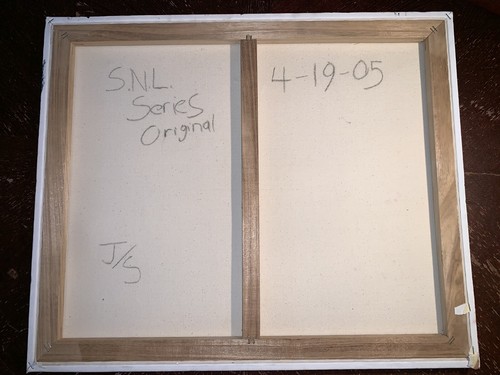 S.N.L.
Series
Original
4-19-05
J/S